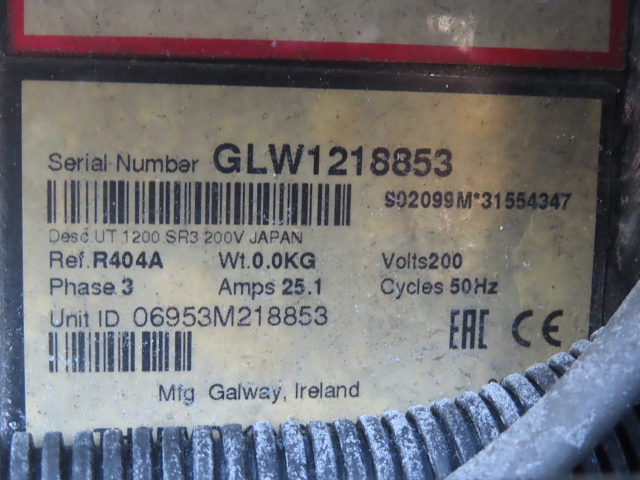 Serial Number GLW1218853
S02099M*31554347
Desc.UT 1200 SR3 200V JAPAN
Ref.R404A Wt.0.0KG Volts200
Phase 3 Amps 25.1 Cycles 50Hz
Unit ID 06953M218853
EAC CE
Mfg Galway, Ireland